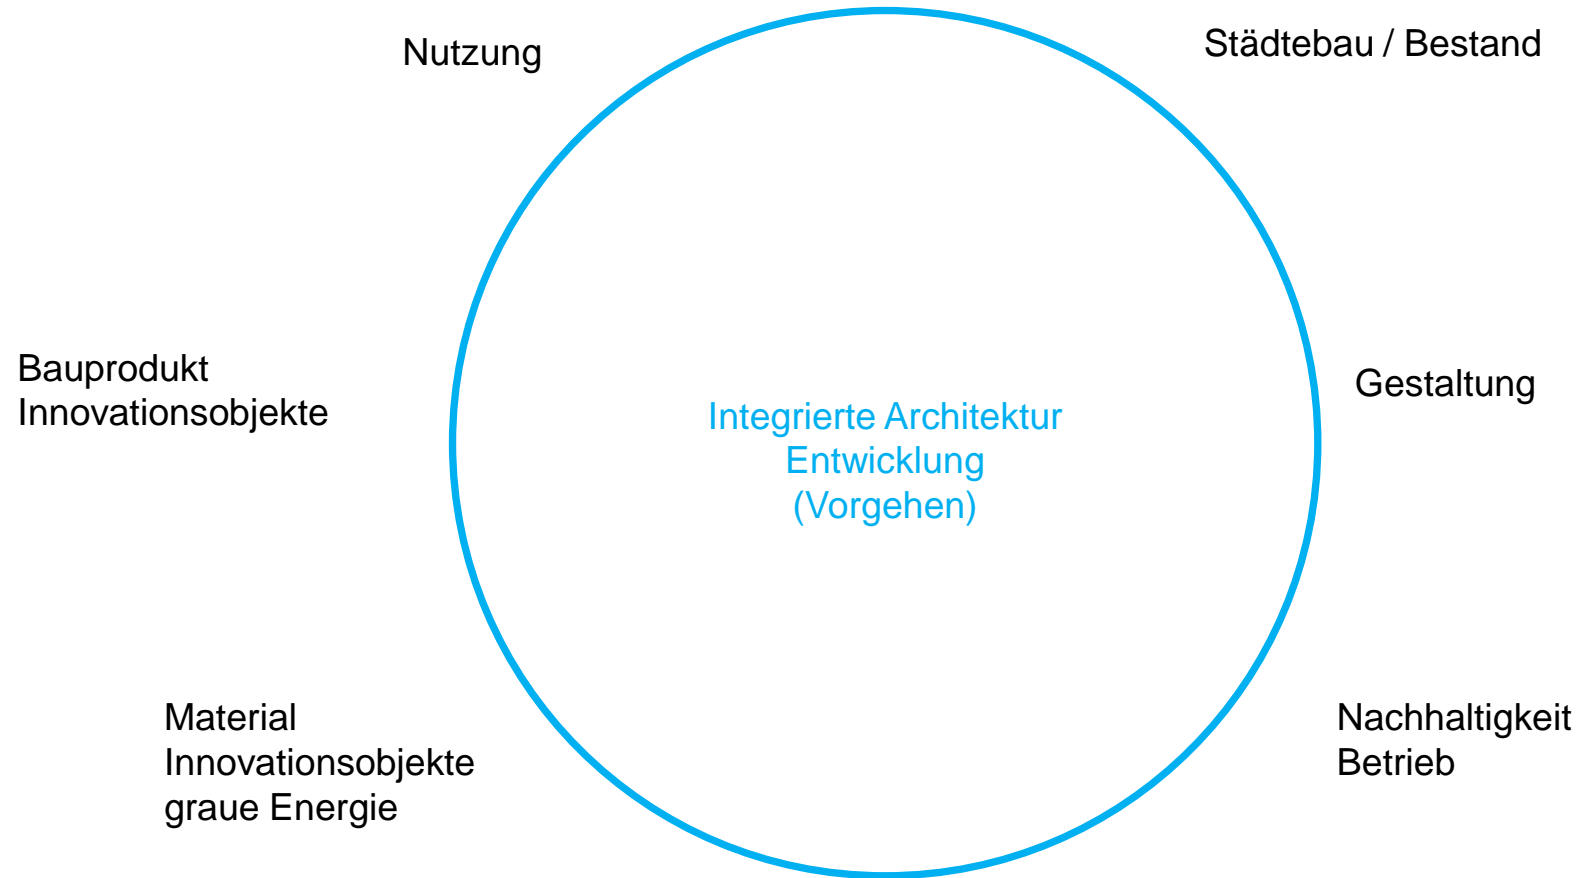 Nutzung
Städtebau / Bestand
Bauprodukt
Innovationsobjekte
Gestaltung
Integrierte Architektur
Entwicklung
(Vorgehen)
Material
Innovationsobjekte
graue Energie
Nachhaltigkeit
Betrieb